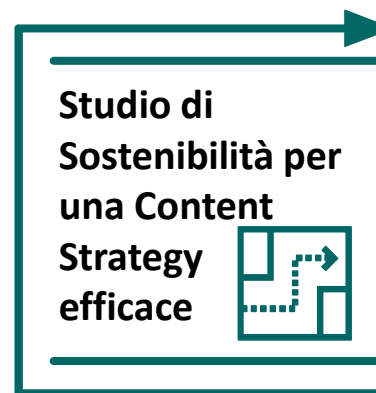 Studio di
Sostenibilità per
una Content
Strategy
efficace